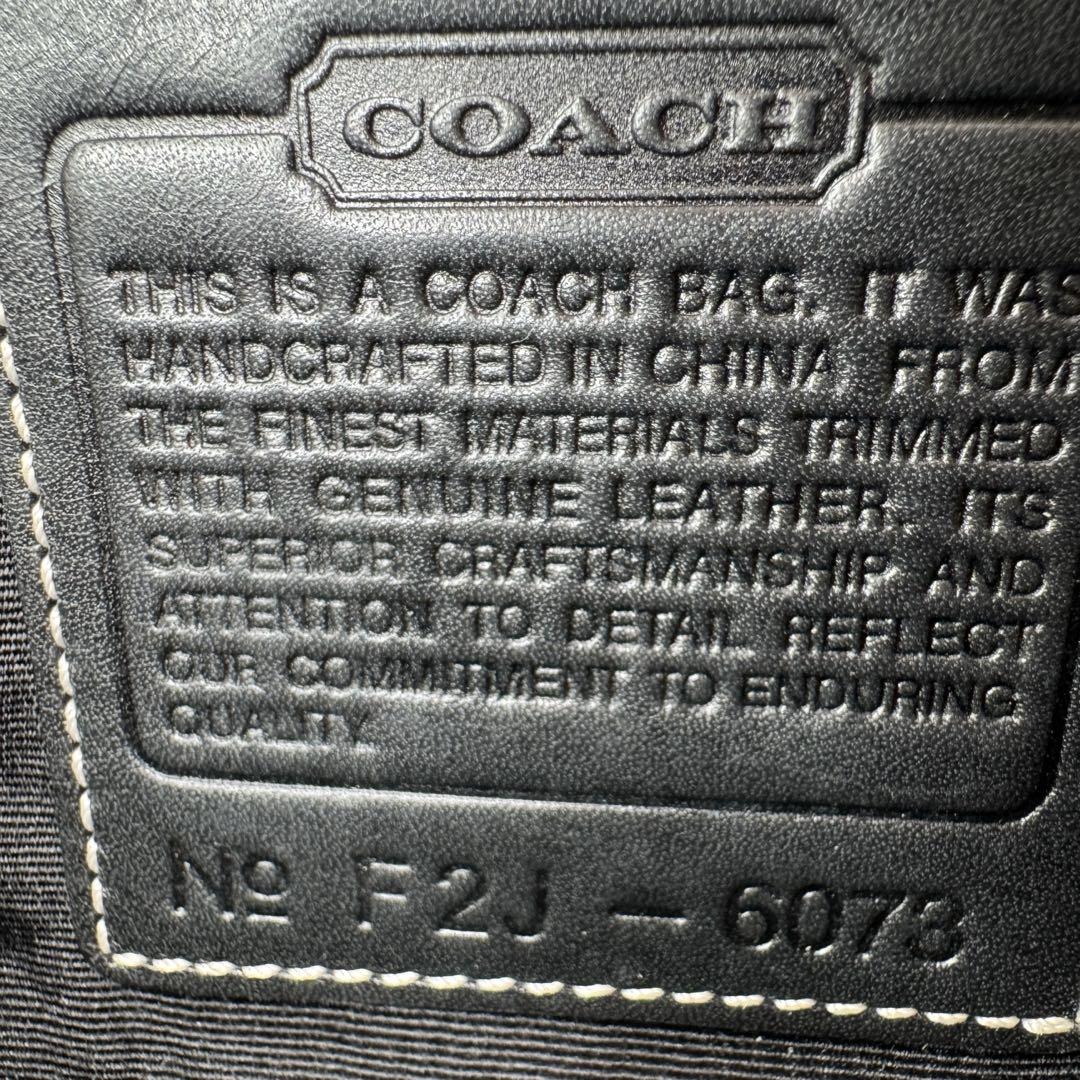 COACH
THIS IS A COACH BAG. IT WAS
HANDCRAFTED IN CHINA FROM
THE FINEST MATERIALS TRIMMED
WITH GENUINE LEATHER. ITS
SUPERIOR CRAFTSMANSHIP AND
ATTENTION TO DETAIL REFLECT
OUR COMMITMENT TO ENDURING
QUALITY.
Nº F2J - 6073